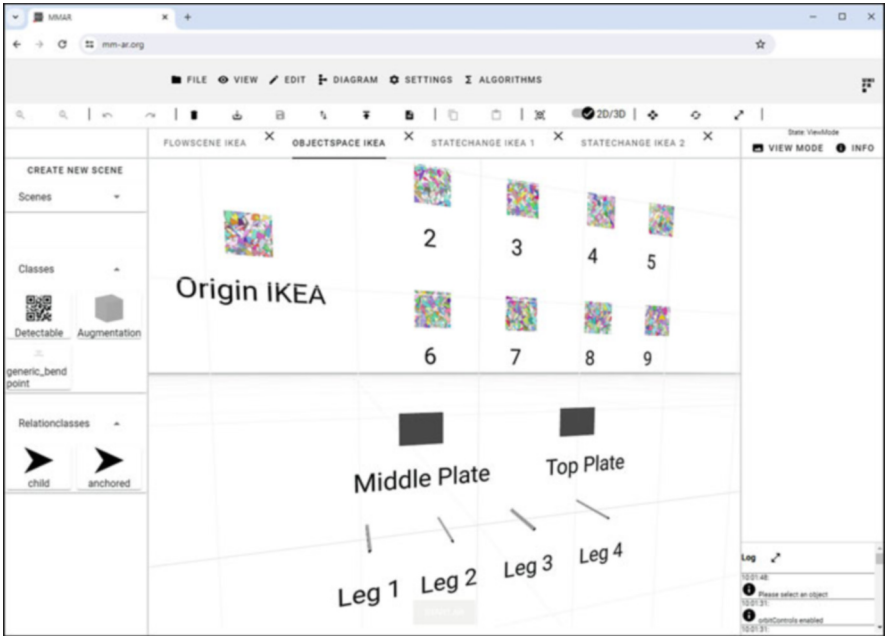 MMAR
mm-ar.org
FILE VIEW EDIT DIAGRAM SETTINGS Σ ALGORITHMS
2D/3D
State: ViewMode
FLOWSCENE IKEA OBJECTSPACE IKEA STATECHANGE IKEA 1 STATECHANGE IKEA 2
VIEW MODE INFO
CREATE NEW SCENE
Scenes
Classes
Detectable Augmentation
generic_bend
point
Relationclasses
child anchored
Origin IKEA
2 3 4 5
6 7 8 9
Middle Plate Top Plate
Leg 1 Leg 2 Leg 3 Leg 4
Log
10:01:48:
Please select an object
10:01:31:
orbitControls enabled
10:01:31: